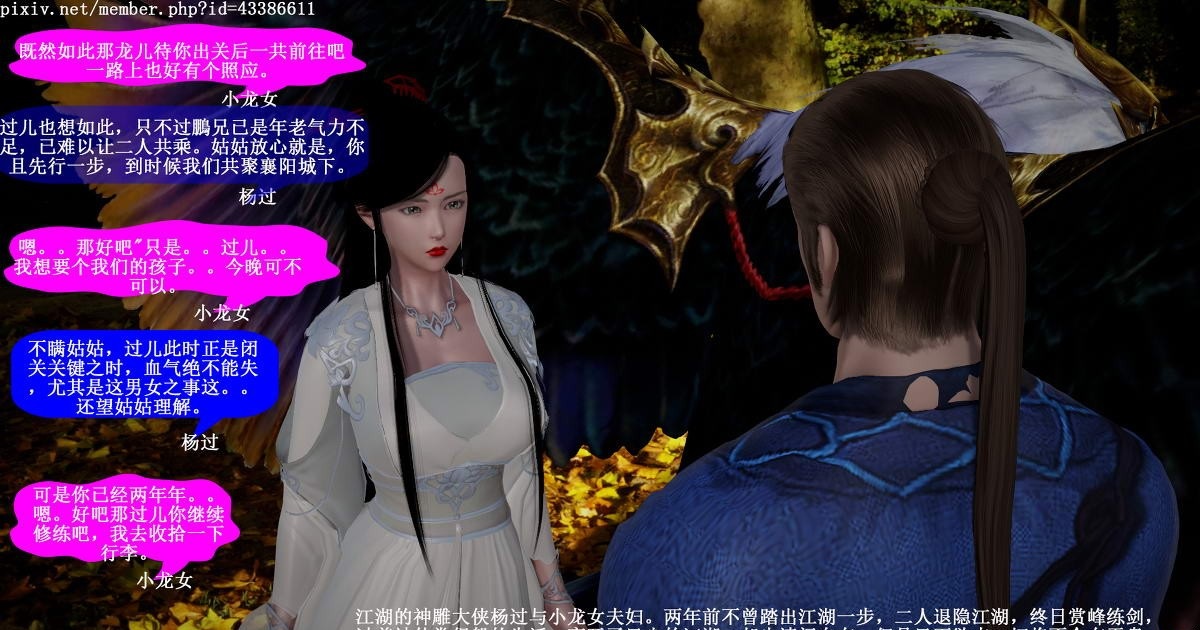 pixiv.net/member.php?id=43386611
既然如此那龙儿待你出关后一共前往吧
一路上也好有个照应。
小龙女
过儿也想如此，只不过鹏兄已是年老气力不
足，已难以让二人共乘。姑姑放心就是，你
且先行一步，到时候我们共聚襄阳城下。
杨过
嗯。。那好吧"只是。。过儿。。
我想要个我们的孩子。。今晚可不
可以。
小龙女
不瞒姑姑，过儿此时正是闭
关关键之时，血气绝不能失
，尤其是这男女之事这。。
还望姑姑理解。
杨过
可是你已经两年年。。
嗯。好吧那过儿你继续
修练吧，我去收拾一下
行李。
小龙女
江湖的神雕大侠杨过与小龙女夫妇。两年前不曾踏出江湖一步，二人退隐江湖，终日赏峰练剑，